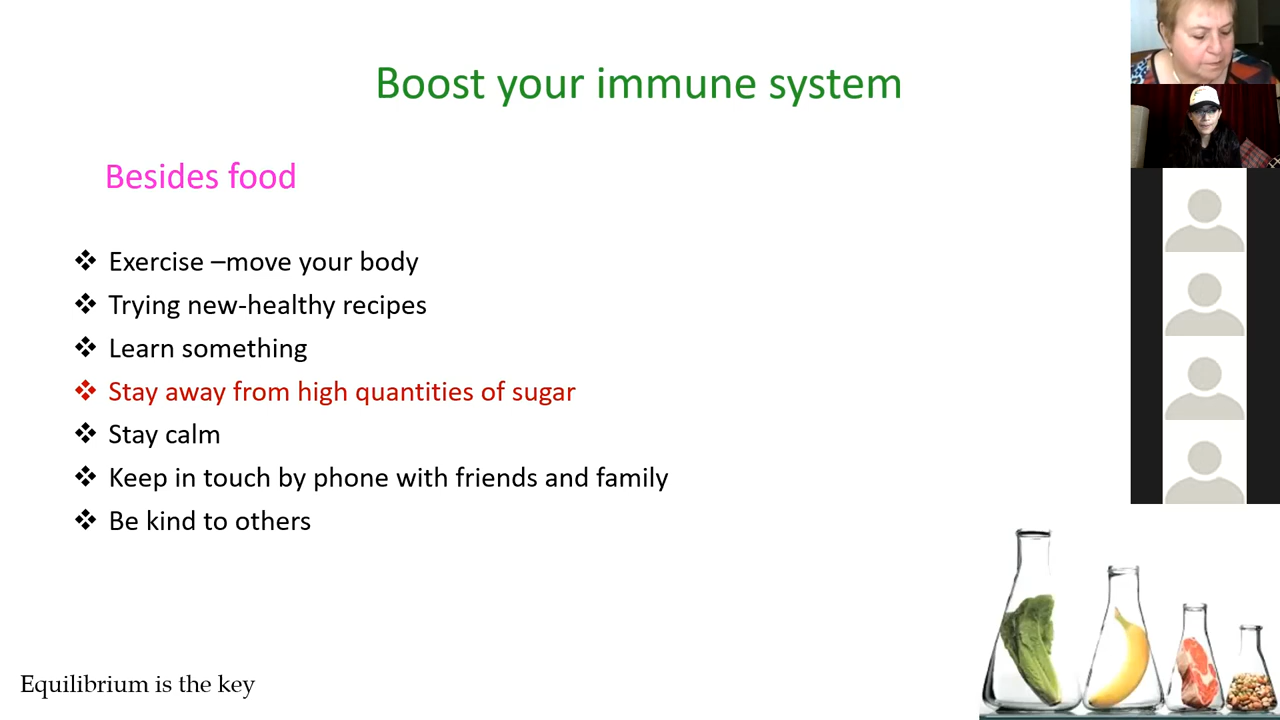 Boost your immune system
Besides food
❖ Exercise –move your body
❖ Trying new-healthy recipes
❖ Learn something
❖ Stay away from high quantities of sugar
❖ Stay calm
❖ Keep in touch by phone with friends and family
❖ Be kind to others
Equilibrium is the key